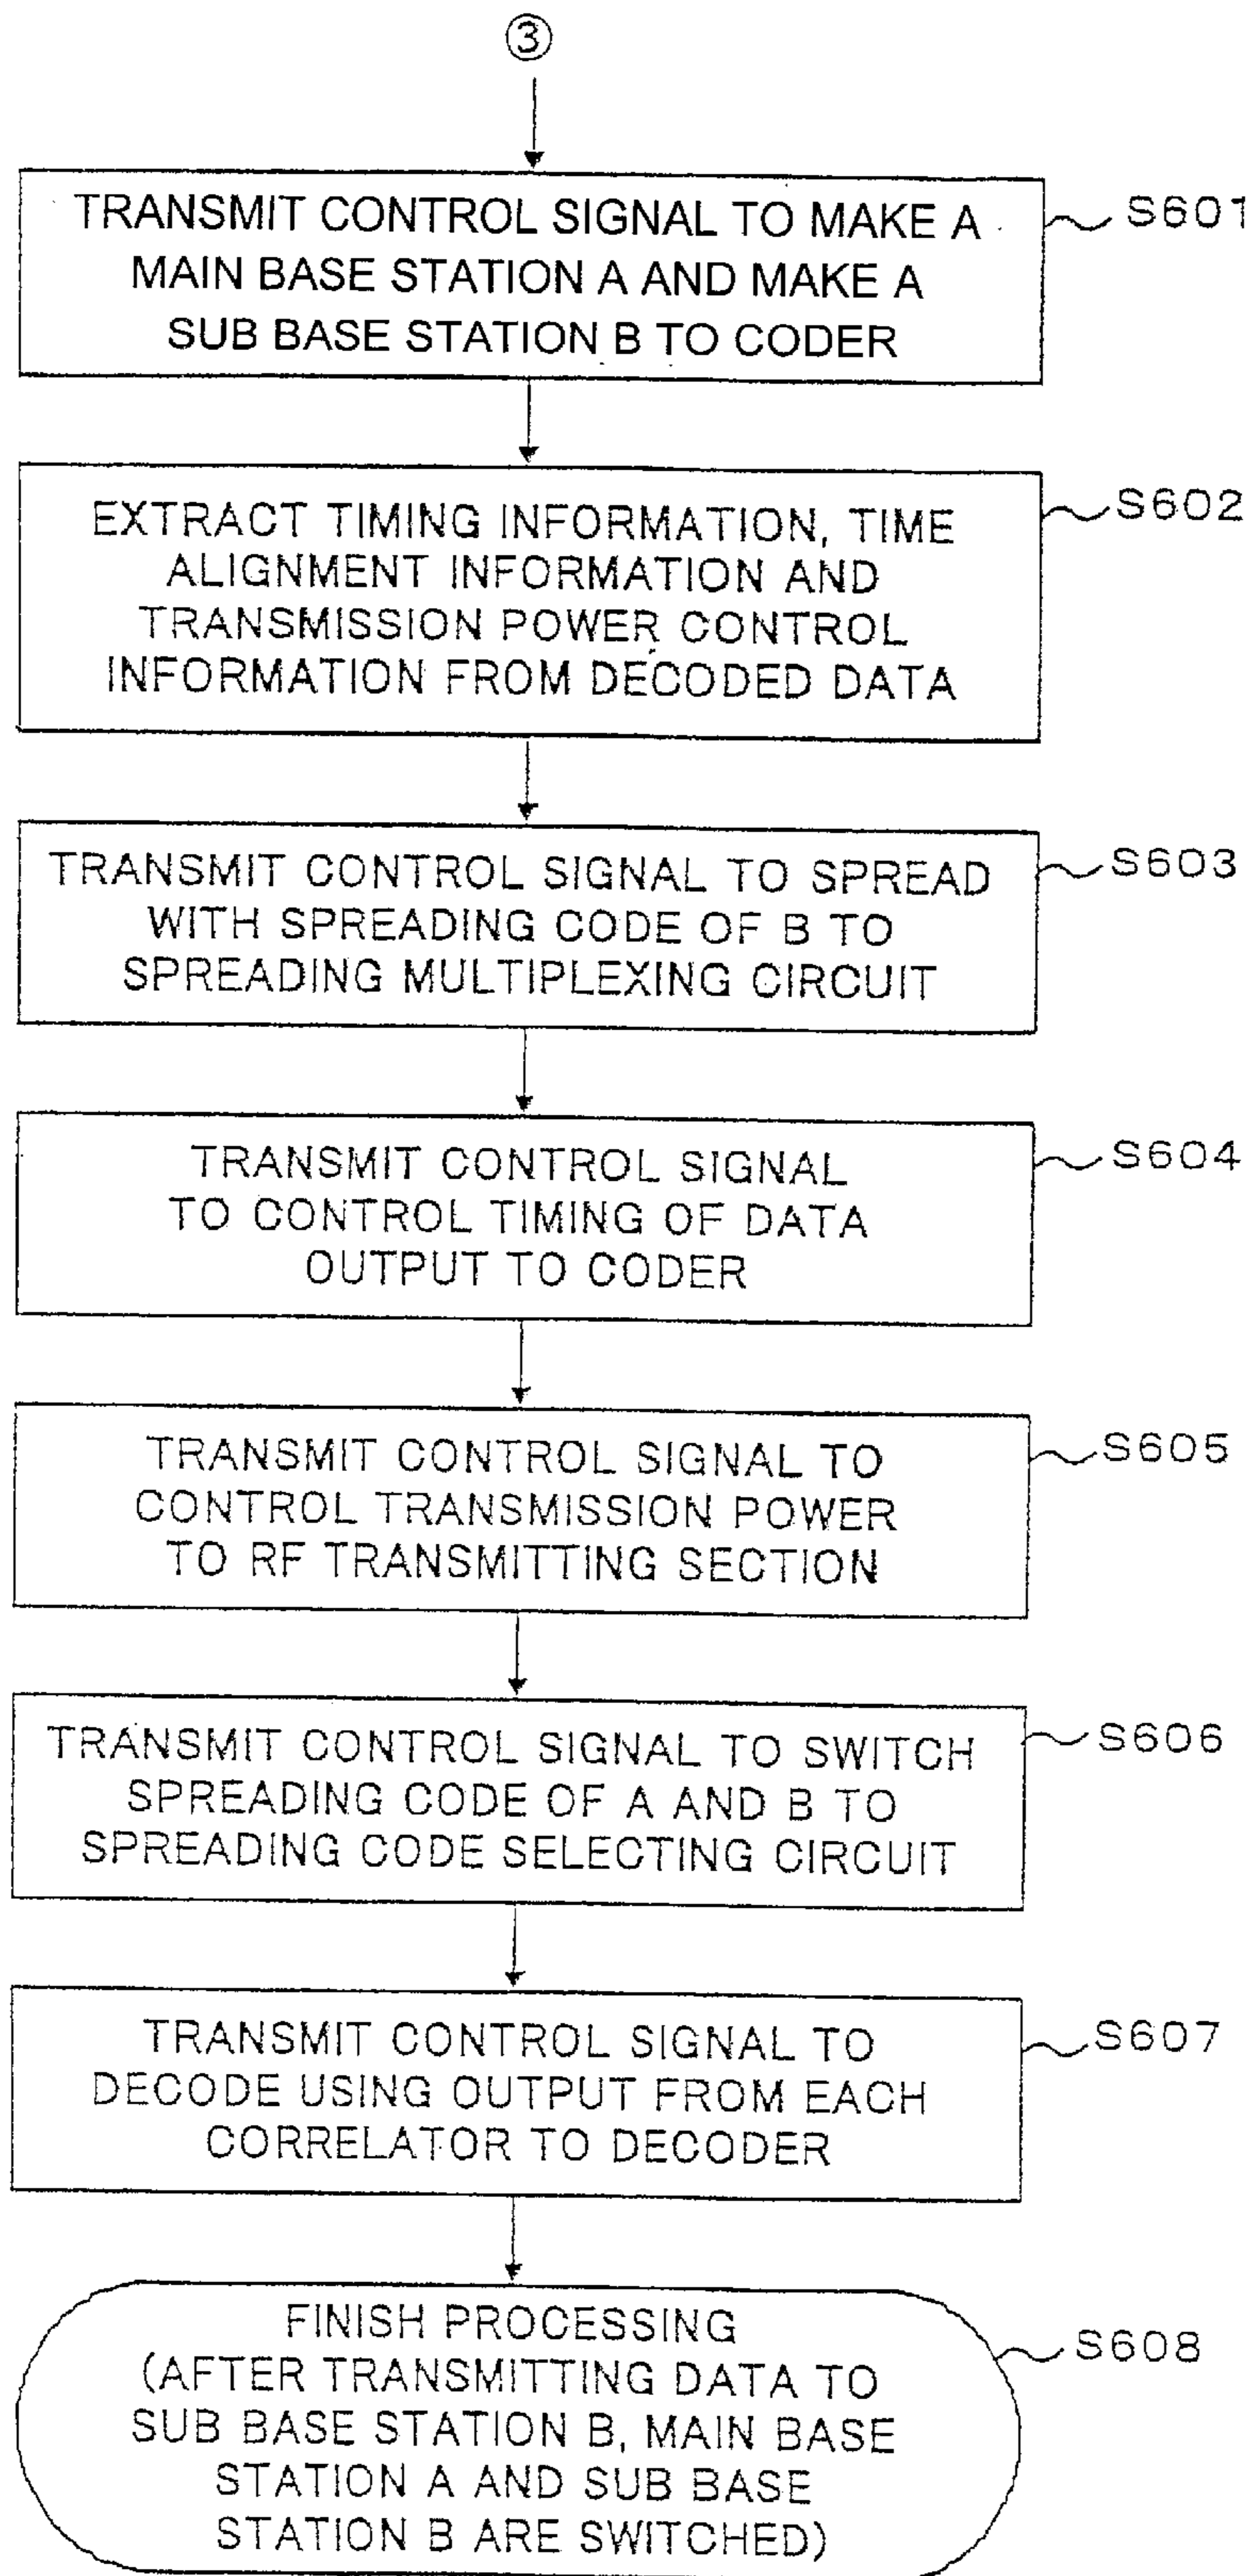 ③
TRANSMIT CONTROL SIGNAL TO MAKE A
MAIN BASE STATION A AND MAKE A
SUB BASE STATION B TO CODER
S601
EXTRACT TIMING INFORMATION, TIME
ALIGNMENT INFORMATION AND
TRANSMISSION POWER CONTROL
INFORMATION FROM DECODED DATA
S602
TRANSMIT CONTROL SIGNAL TO SPREAD
WITH SPREADING CODE OF B TO
SPREADING MULTIPLEXING CIRCUIT
S603
TRANSMIT CONTROL SIGNAL
TO CONTROL TIMING OF DATA
OUTPUT TO CODER
S604
TRANSMIT CONTROL SIGNAL TO
CONTROL TRANSMISSION POWER
TO RF TRANSMITTING SECTION
S605
TRANSMIT CONTROL SIGNAL TO SWITCH
SPREADING CODE OF A AND B TO
SPREADING CODE SELECTING CIRCUIT
S606
TRANSMIT CONTROL SIGNAL TO
DECODE USING OUTPUT FROM EACH
CORRELATOR TO DECODER
S607
FINISH PROCESSING
(AFTER TRANSMITTING DATA TO
SUB BASE STATION B, MAIN BASE
STATION A AND SUB BASE
STATION B ARE SWITCHED)
S608